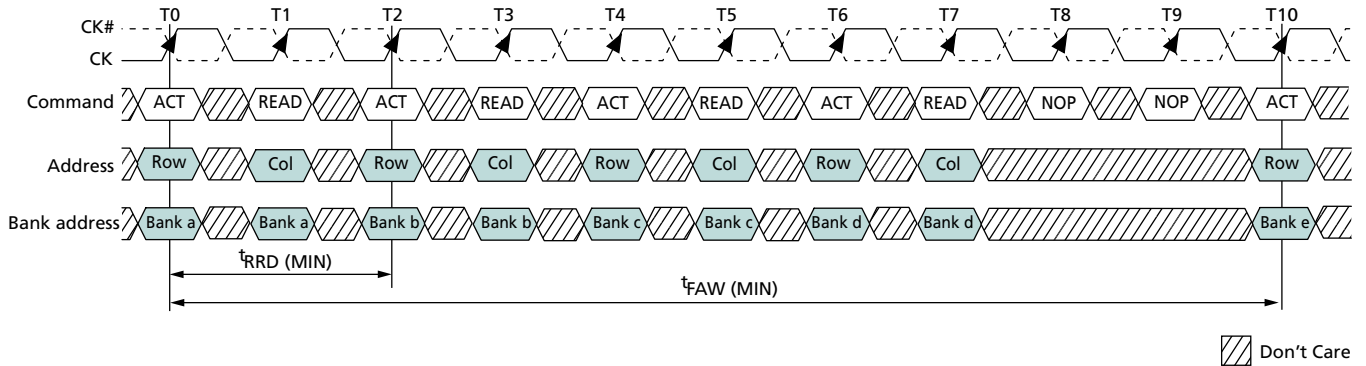 T0 T1 T2 T3 T4 T5 T6 T7 T8 T9 T10
CK#
CK
Command ACT READ ACT READ ACT READ ACT READ NOP NOP ACT
Address Row Col Row Col Row Col Row Col Row
Bank address Bank a Bank a Bank b Bank b Bank c Bank c Bank d Bank d Bank e
tRRD (MIN)
tFAW (MIN)
Don't Care